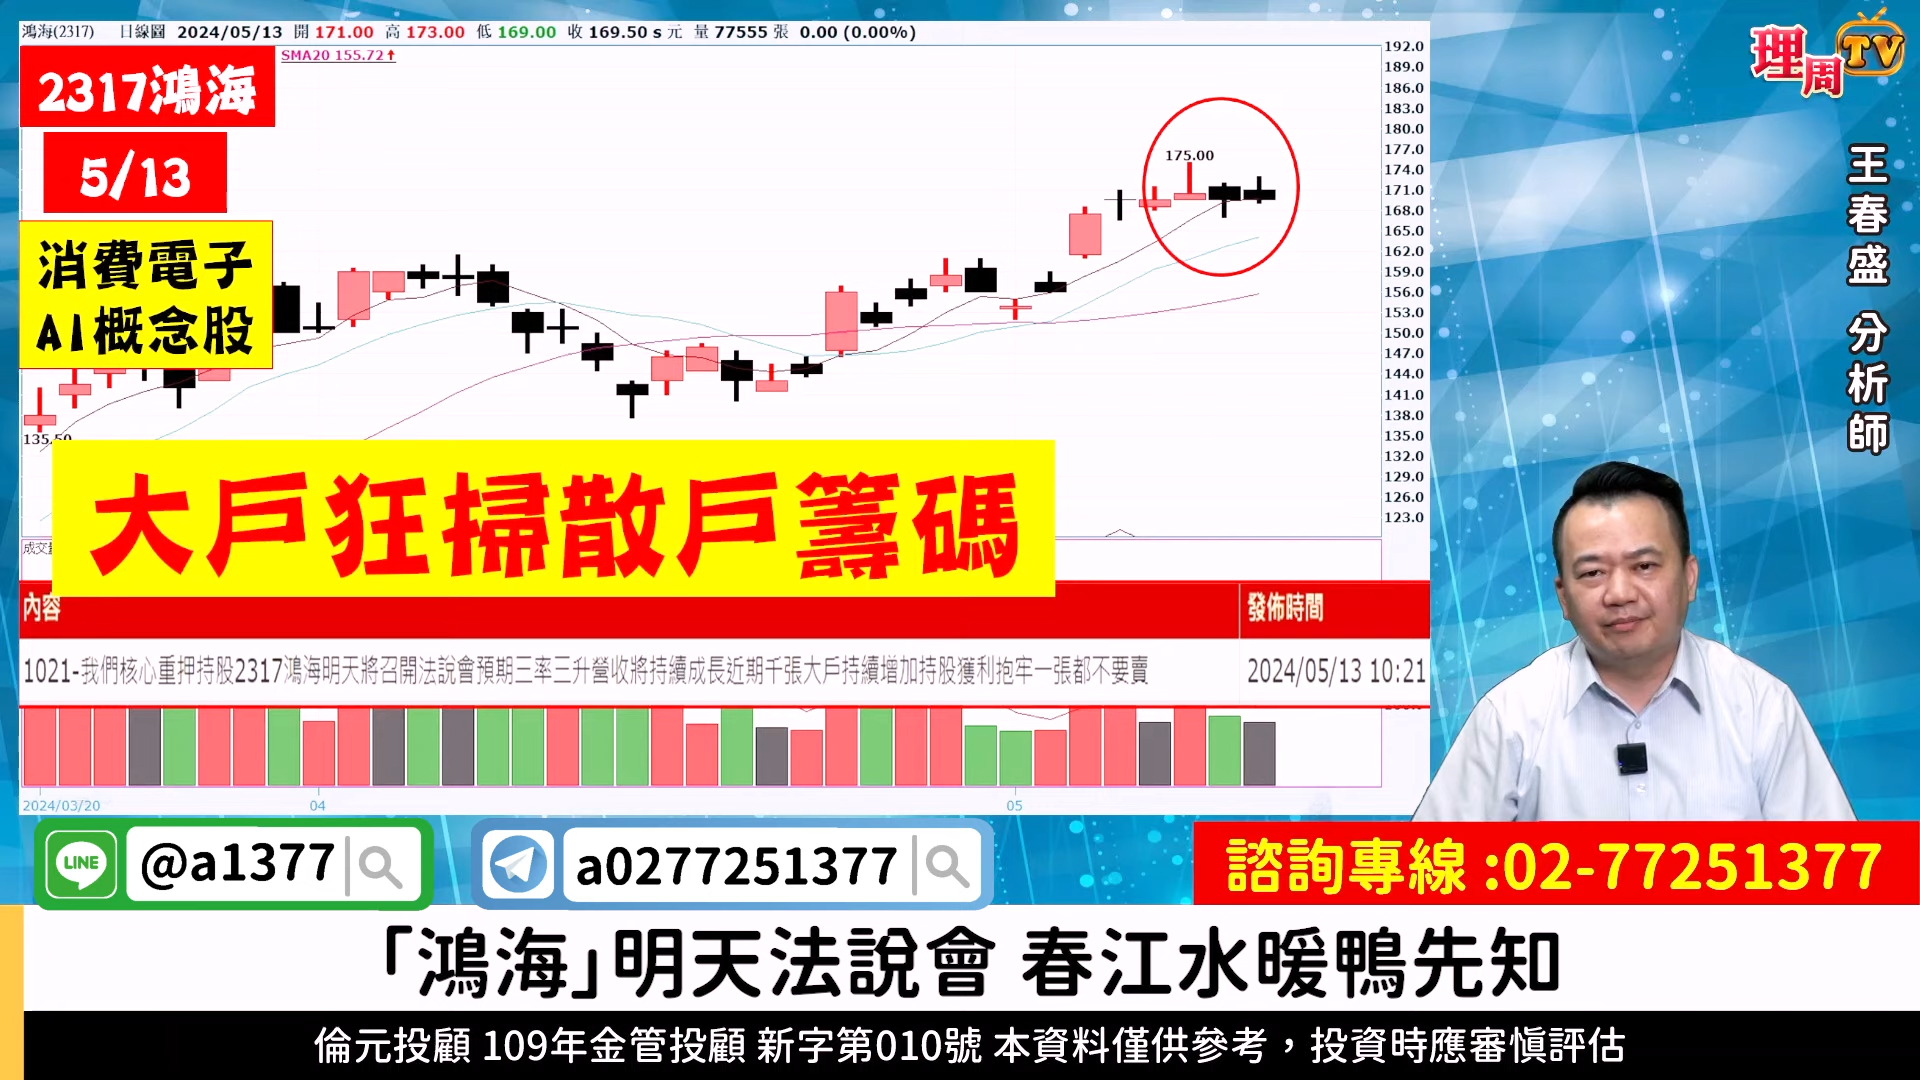 鴻海(2317) 日線圖 2024/05/13 開 171.00 高 173.00 低 169.00 收 169.50 s 元 量 77555 張 0.00 (0.00%)
SMA20 155.72↑
2317鴻海
5/13
消費電子
AI概念股
175.00
135.50
192.0
189.0
186.0
183.0
180.0
177.0
174.0
171.0
168.0
165.0
162.0
159.0
156.0
153.0
150.0
147.0
144.0
141.0
138.0
135.0
132.0
129.0
126.0
123.0
大戶狂掃散戶籌碼
內容 發佈時間
1021-我們核心重押持股2317鴻海明天將召開法說會預期三率三升營收將持續成長近期千張大戶持續增加持股獲利抱牢一張都不要賣 2024/05/13 10:21
2024/03/20 04 05
理周TV
王春盛 分析師
LINE @a1377
a0277251377
諮詢專線:02-77251377
「鴻海」明天法說會 春江水暖鴨先知
倫元投顧 109年金管投顧 新字第010號 本資料僅供參考，投資時應審慎評估